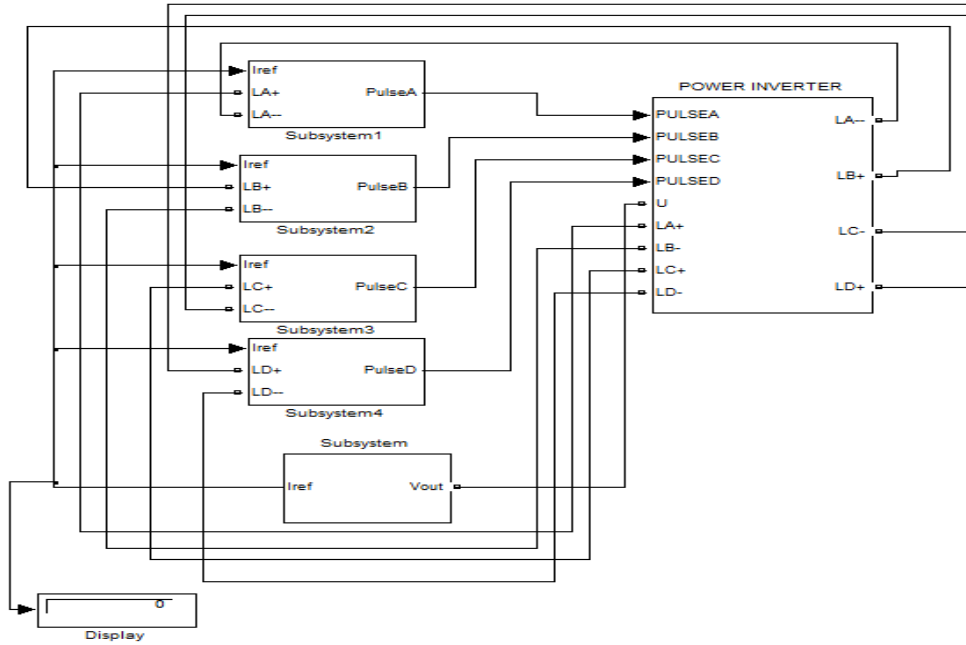 Iref
LA+
LA--
PulseA
Subsystem1
Iref
LB+
LB--
PulseB
Subsystem2
Iref
LC+
LC--
PulseC
Subsystem3
Iref
LD+
LD--
PulseD
Subsystem4
Subsystem
Iref
Vout
0
Display
POWER INVERTER
PULSEA
PULSEB
PULSEC
PULSED
U
LA+
LB-
LC+
LD-
LA--
LB+
LC-
LD+